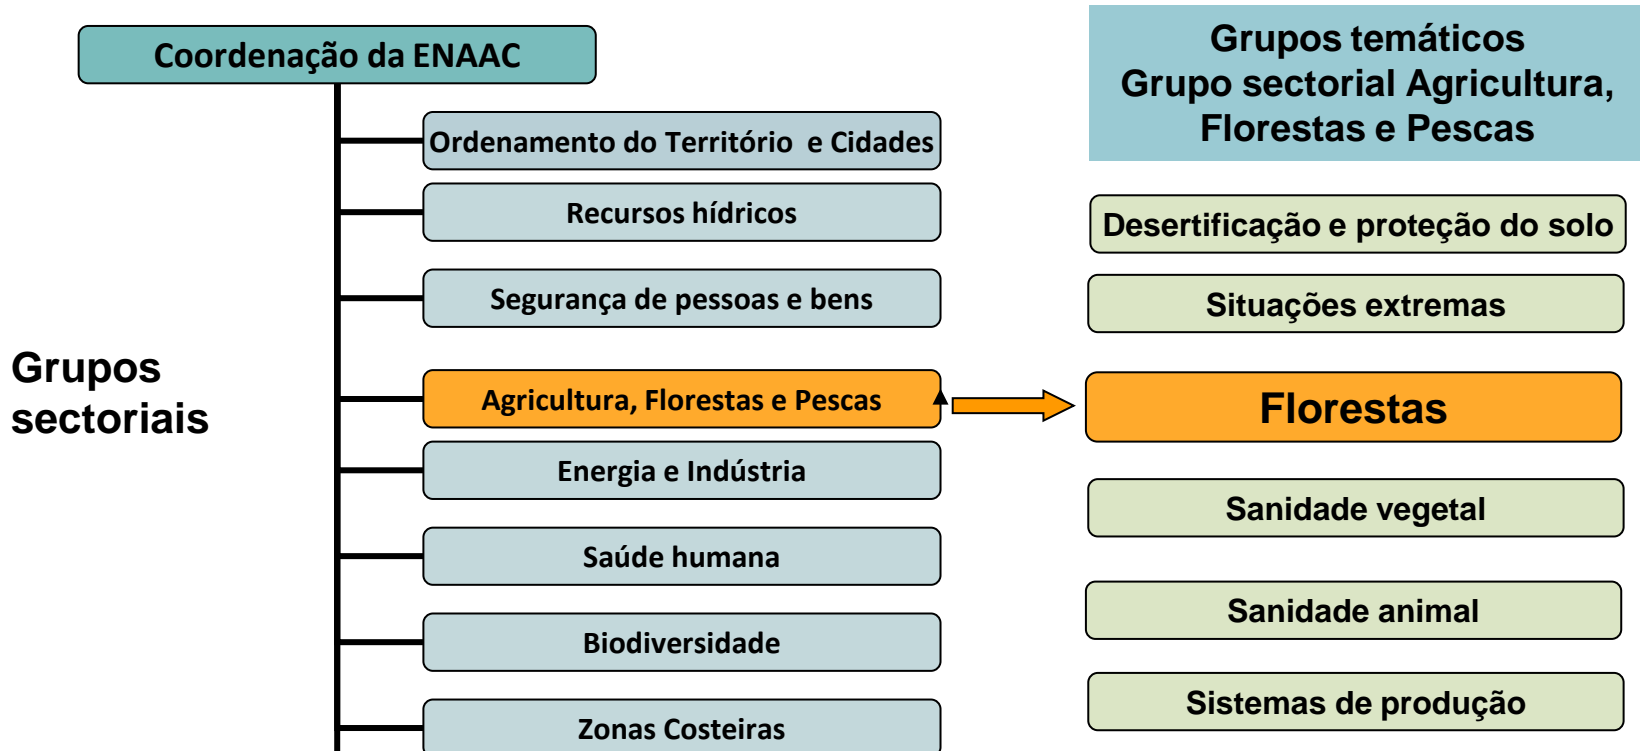 Coordenação da ENAAC
Ordenamento do Território e Cidades
Recursos hídricos
Segurança de pessoas e bens
Grupos
sectoriais
Agricultura, Florestas e Pescas
Energia e Indústria
Saúde humana
Biodiversidade
Zonas Costeiras
Grupos temáticos
Grupo sectorial Agricultura,
Florestas e Pescas
Desertificação e proteção do solo
Situações extremas
Florestas
Sanidade vegetal
Sanidade animal
Sistemas de produção